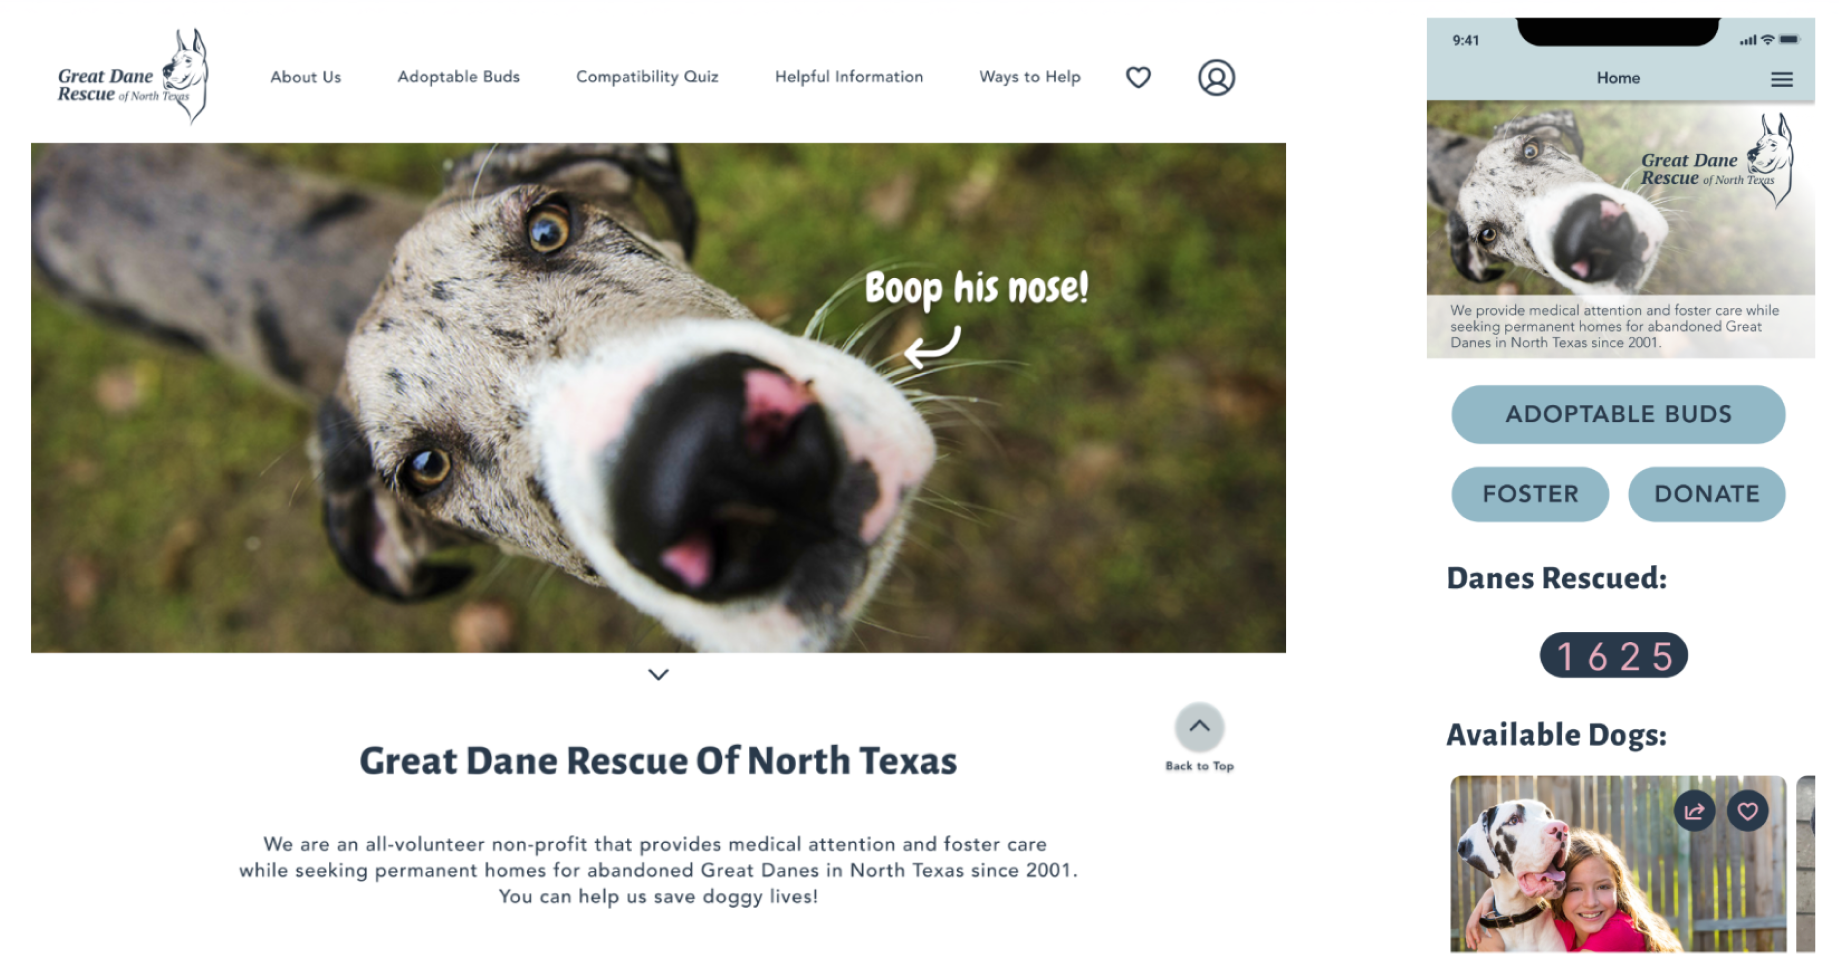 Great Dane
Rescue of North Texas
About Us
Adoptable Buds
Compatibility Quiz
Helpful Information
Ways to Help
Boop his nose!
Back to Top
Great Dane Rescue Of North Texas
We are an all-volunteer non-profit that provides medical attention and foster care
while seeking permanent homes for abandoned Great Danes in North Texas since 2001.
You can help us save doggy lives!
9:41
Home
Great Dane
Rescue of North Texas
We provide medical attention and foster care while
seeking permanent homes for abandoned Great
Danes in North Texas since 2001.
ADOPTABLE BUDS
FOSTER
DONATE
Danes Rescued:
1625
Available Dogs: